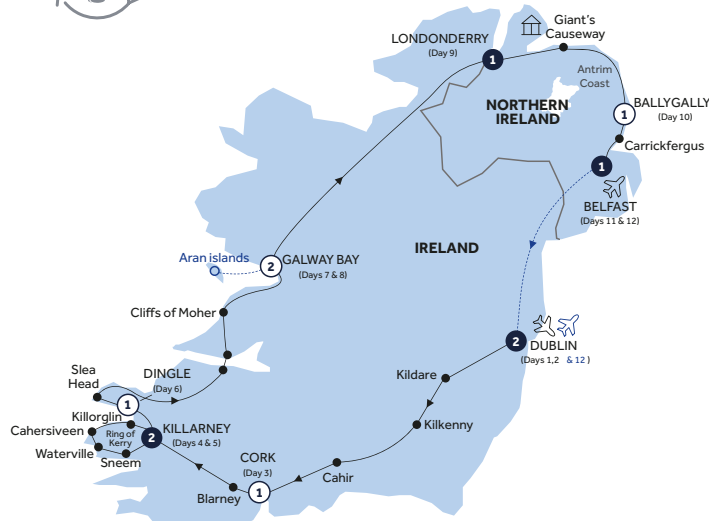 Giant's
Causeway
LONDONDERRY
(Day 9)
1
Antrim
Coast
NORTHERN
IRELAND
BALLYGALLY
(Day 10)
1
Carrickfergus
1
BELFAST
(Days 11 & 12)
IRELAND
Aran islands
2
GALWAY BAY
(Days 7 & 8)
Cliffs of Moher
2
DUBLIN
(Days 1,2 & 12 )
Kildare
Kilkenny
Slea
Head
DINGLE
(Day 6)
1
Killorglin
Cahersiveen
Ring of
Kerry
2
KILLARNEY
(Days 4 & 5)
Waterville
Sneem
CORK
(Day 3)
1
Cahir
Blarney